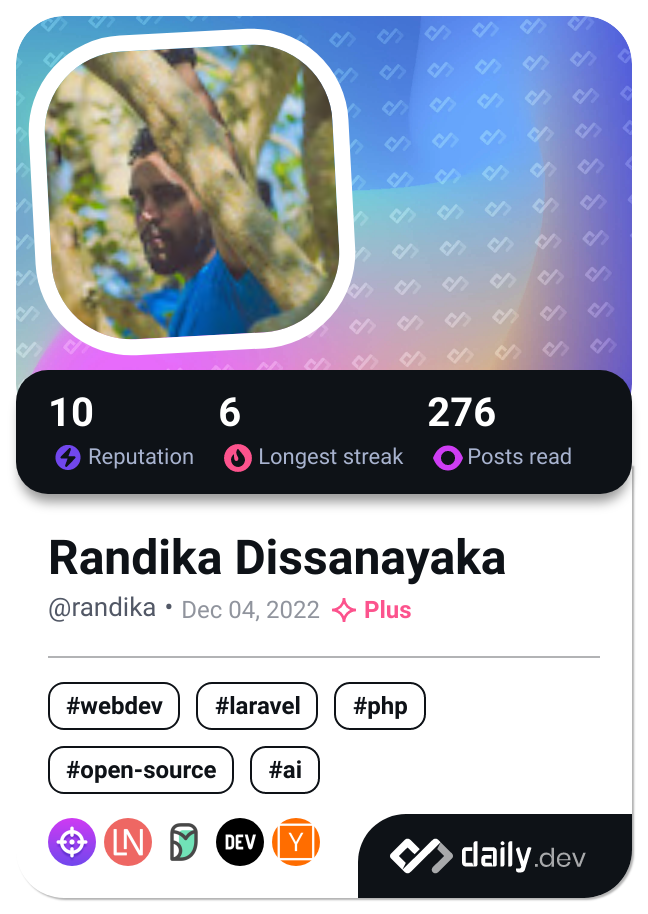 10 6 276
Reputation Longest streak Posts read
Randika Dissanayaka
@randika • Dec 04, 2022 Plus
#webdev #laravel #php
#open-source #ai
LN DEV Y
daily.dev